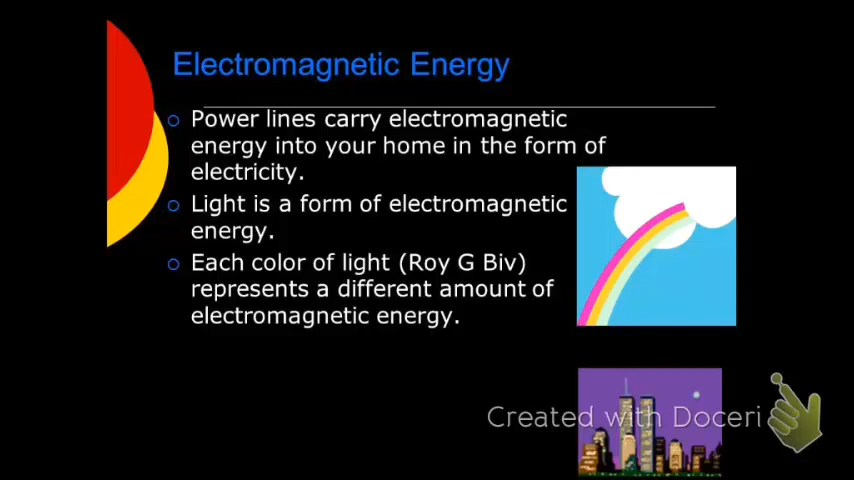 Electromagnetic Energy
Power lines carry electromagnetic
energy into your home in the form of
electricity.
Light is a form of electromagnetic
energy.
Each color of light (Roy G Biv)
represents a different amount of
electromagnetic energy.
Created with Doceri